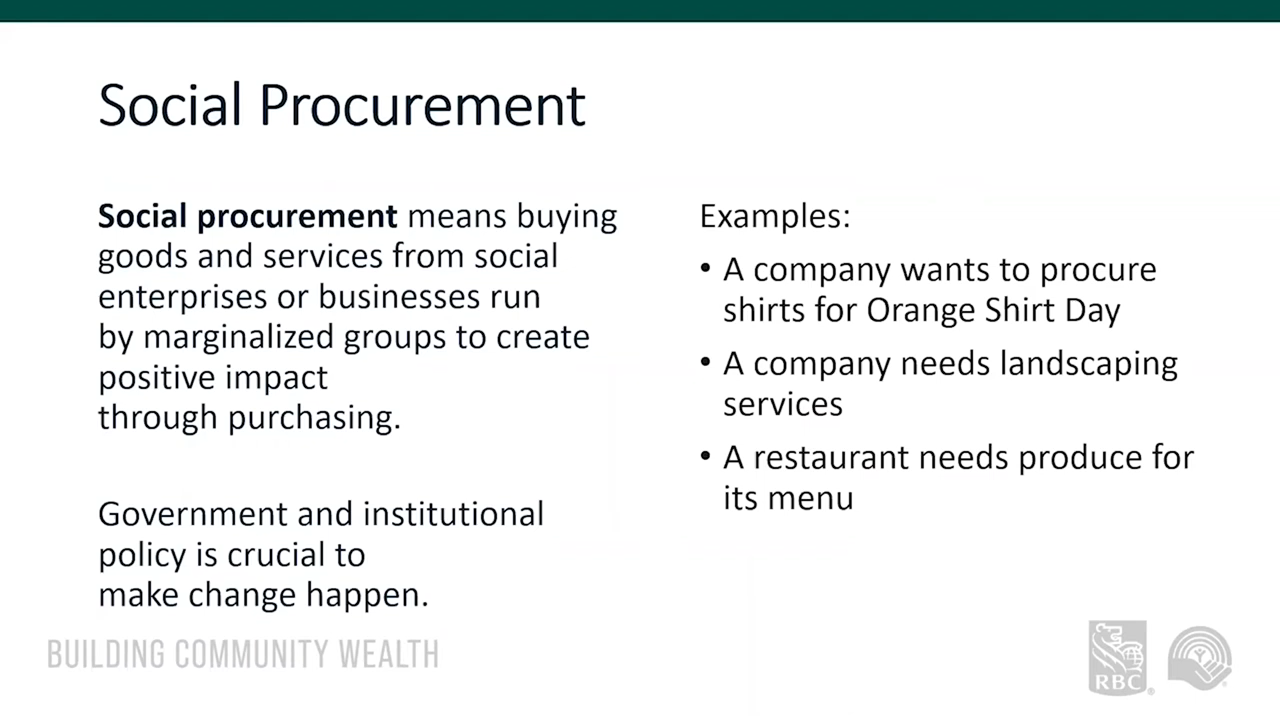 Social Procurement
Social procurement means buying
goods and services from social
enterprises or businesses run
by marginalized groups to create
positive impact
through purchasing.
Government and institutional
policy is crucial to
make change happen.
Examples:
• A company wants to procure
shirts for Orange Shirt Day
• A company needs landscaping
services
• A restaurant needs produce for
its menu
BUILDING COMMUNITY WEALTH
RBC